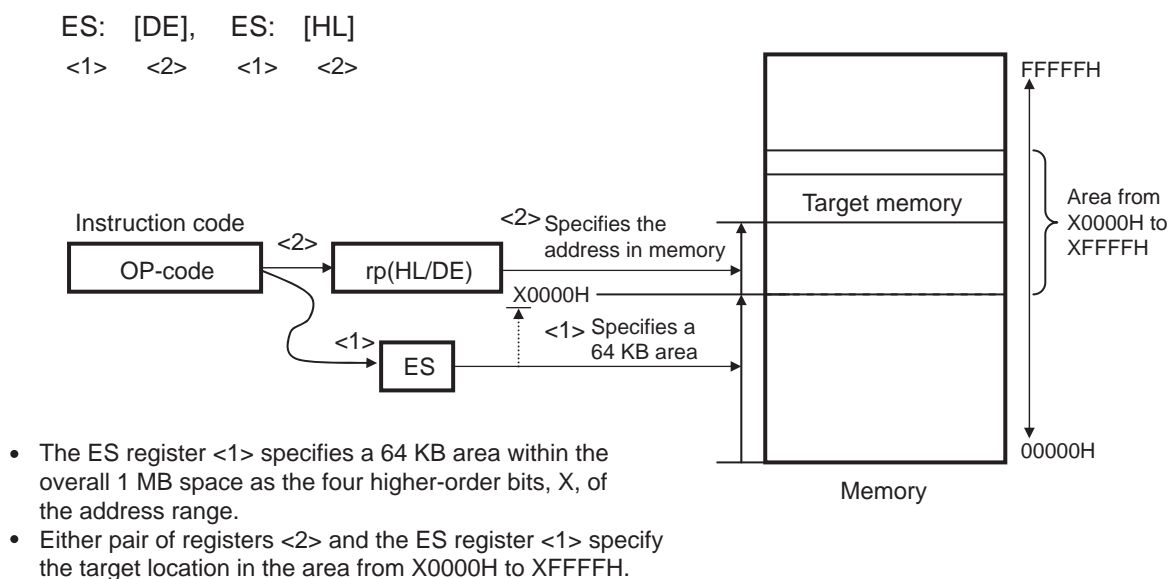 ES: [DE], ES: [HL]
<1> <2> <1> <2>
FFFFFH
Target memory
Area from
X0000H to
XFFFFH
Instruction code
OP-code
<2>
rp(HL/DE)
<2> Specifies the
address in memory
X0000H
<1>
ES
<1> Specifies a
64 KB area
00000H
Memory
• The ES register <1> specifies a 64 KB area within the
overall 1 MB space as the four higher-order bits, X, of
the address range.
• Either pair of registers <2> and the ES register <1> specify
the target location in the area from X0000H to XFFFFH.